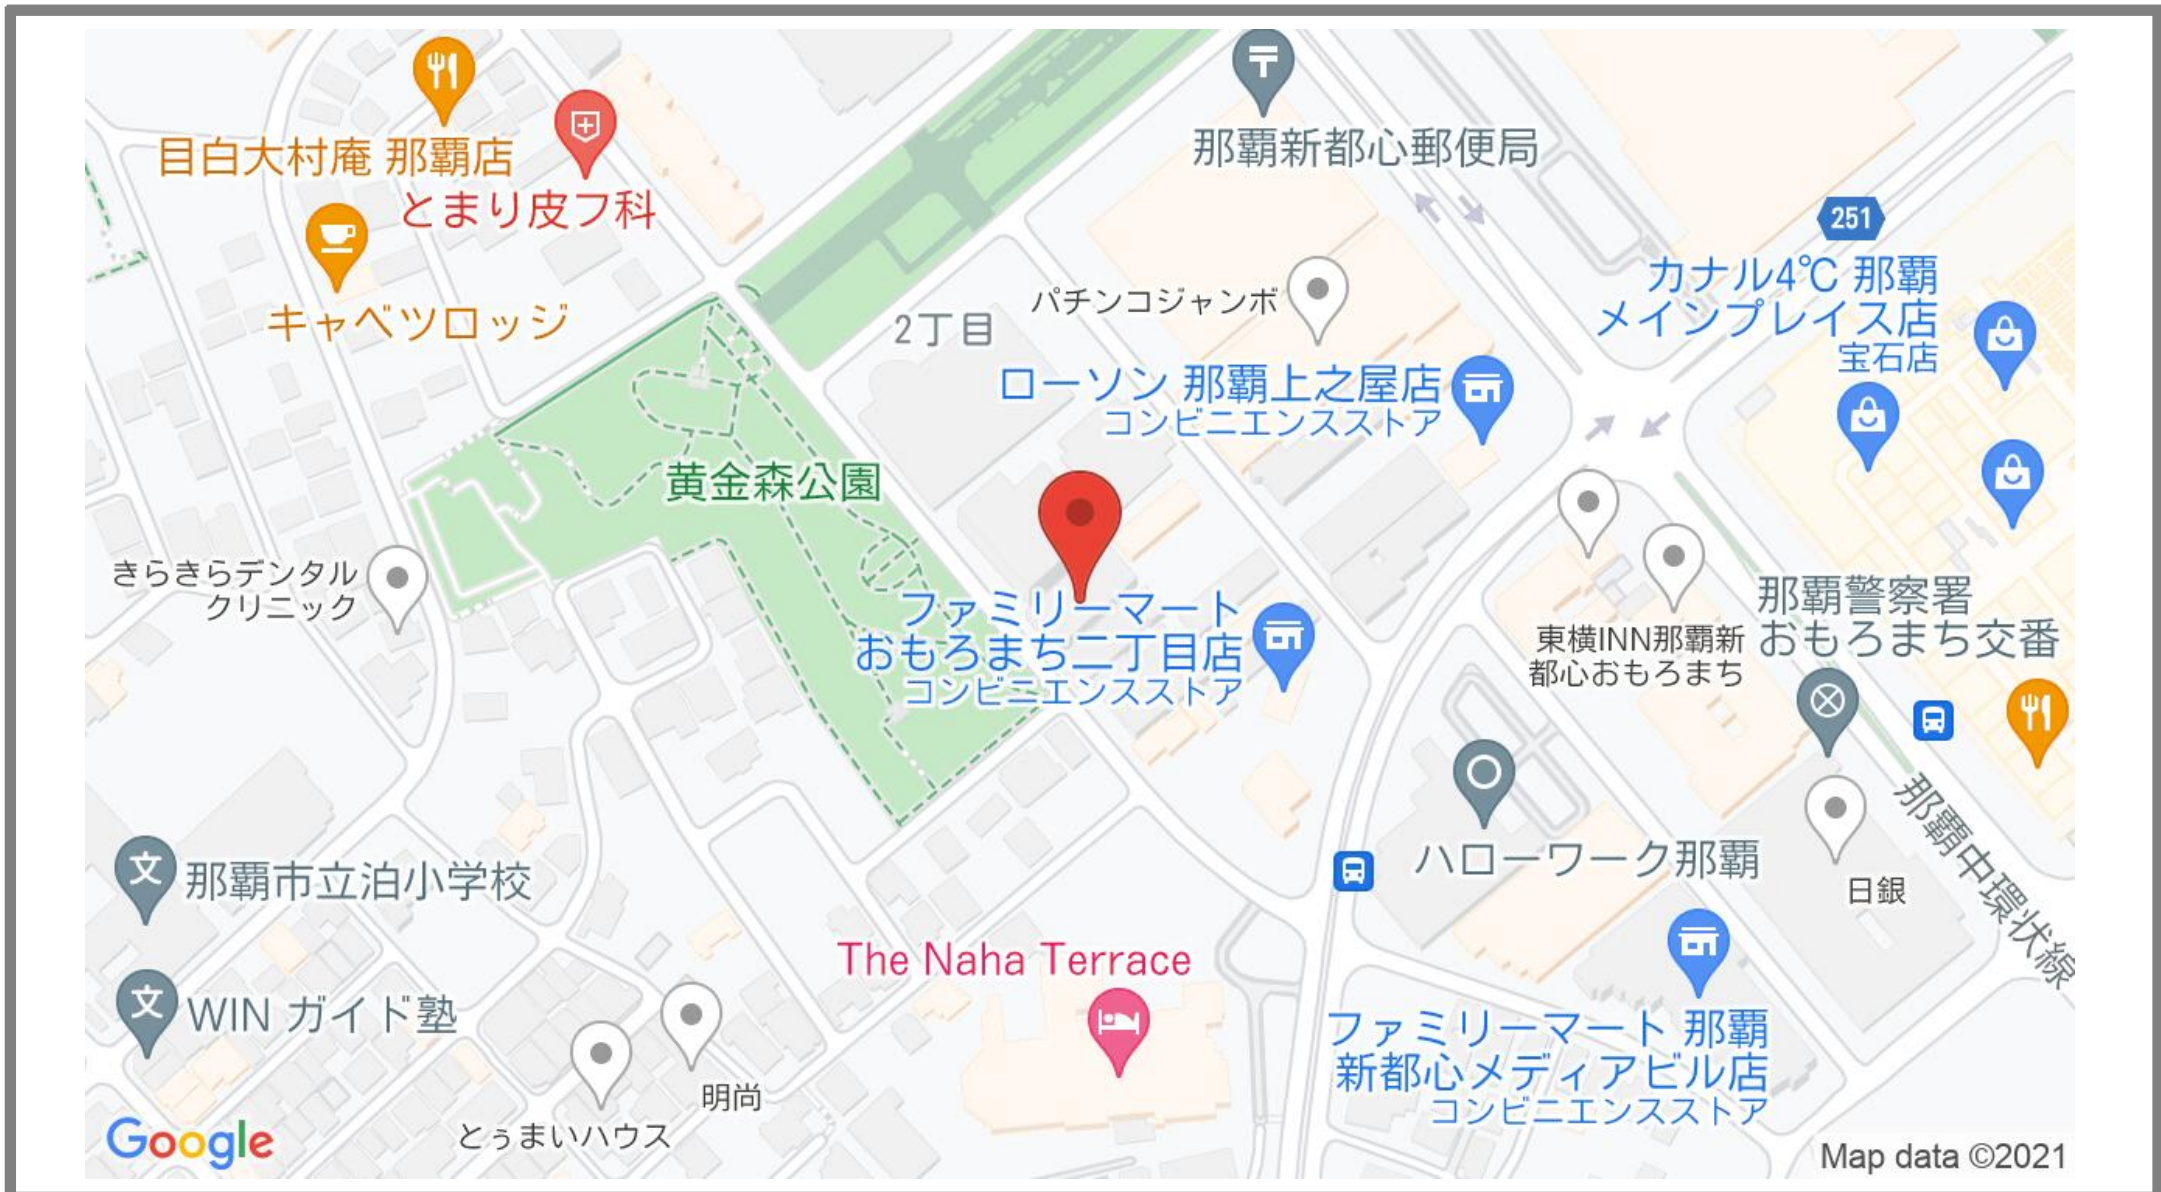 目白大村庵 那覇店
とまり皮フ科
キャベツロッジ
那覇新都心郵便局
251
カナル4℃ 那覇
メインプレイス店
宝石店
2丁目
パチンコジャンボ
ローソン 那覇上之屋店
コンビニエンスストア
黄金森公園
きらきらデンタル
クリニック
ファミリーマート
おもろまち二丁目店
コンビニエンスストア
東横INN那覇新
都心おもろまち
那覇警察署
おもろまち交番
ハローワーク那覇
日銀
那覇中環状線
文
那覇市立泊小学校
The Naha Terrace
文
WIN ガイド塾
明尚
とぅまいハウス
ファミリーマート 那覇
新都心メディアビル店
コンビニエンスストア
Google
Map data ©2021